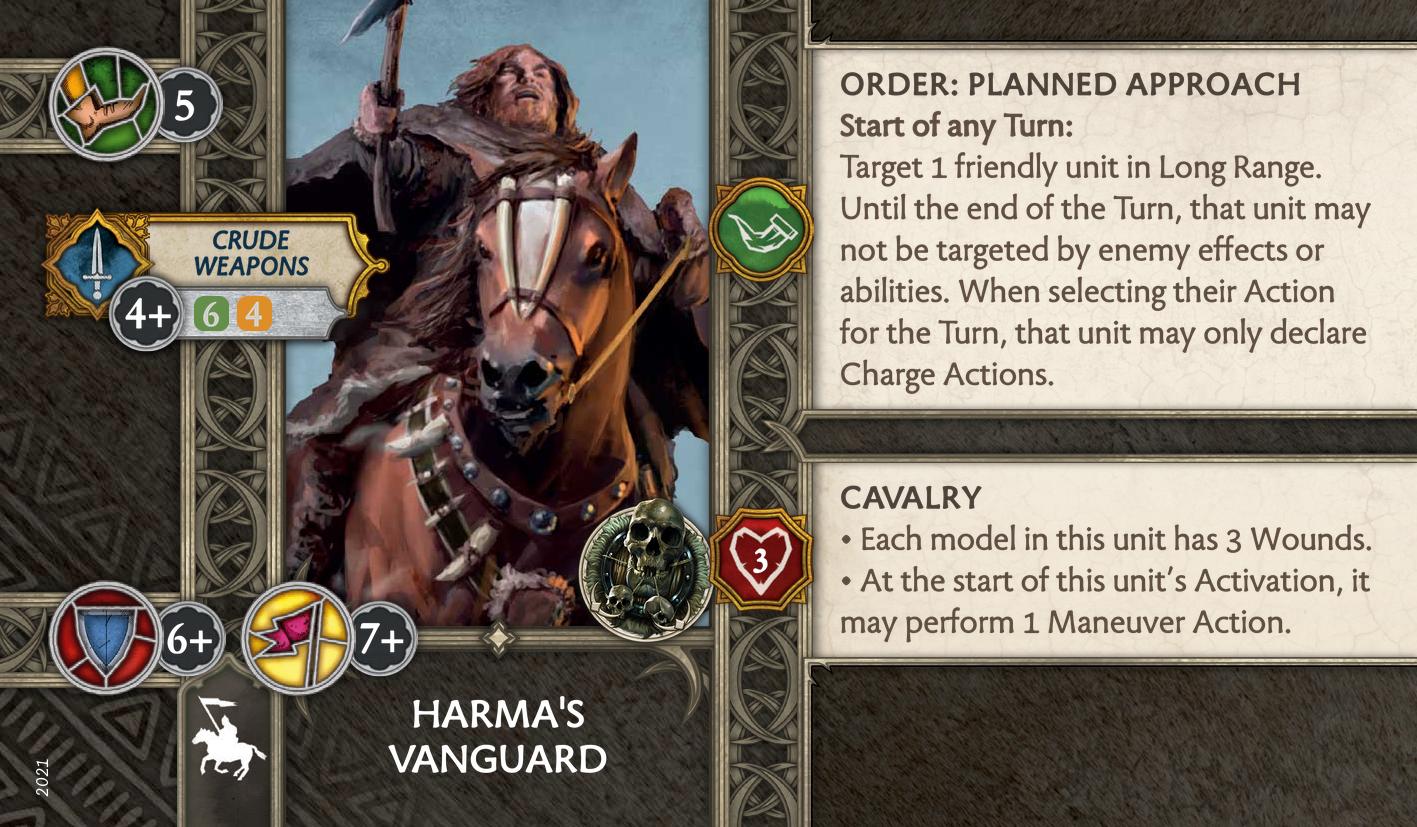 5
CRUDE
WEAPONS
4+ 6 4
6+ 7+
HARMA'S
VANGUARD
2021
ORDER: PLANNED APPROACH
Start of any Turn:
Target 1 friendly unit in Long Range.
Until the end of the Turn, that unit may
not be targeted by enemy effects or
abilities. When selecting their Action
for the Turn, that unit may only declare
Charge Actions.
3
CAVALRY
• Each model in this unit has 3 Wounds.
• At the start of this unit's Activation, it
may perform 1 Maneuver Action.